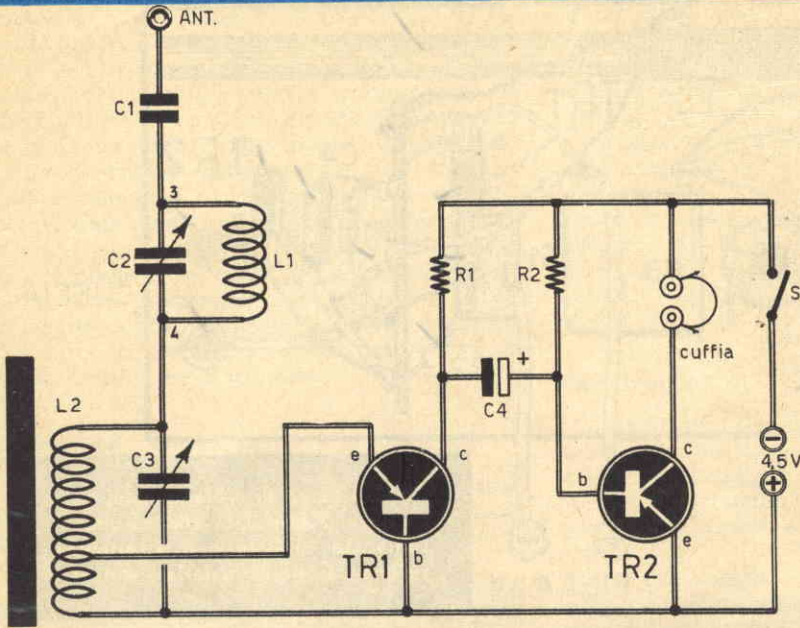 ANT.
C1
3
C2
L1
4
L2
C3
e
c
b
TR1
R1
R2
+
C4
cuffia
b
c
e
TR2
S
−
4,5V
+